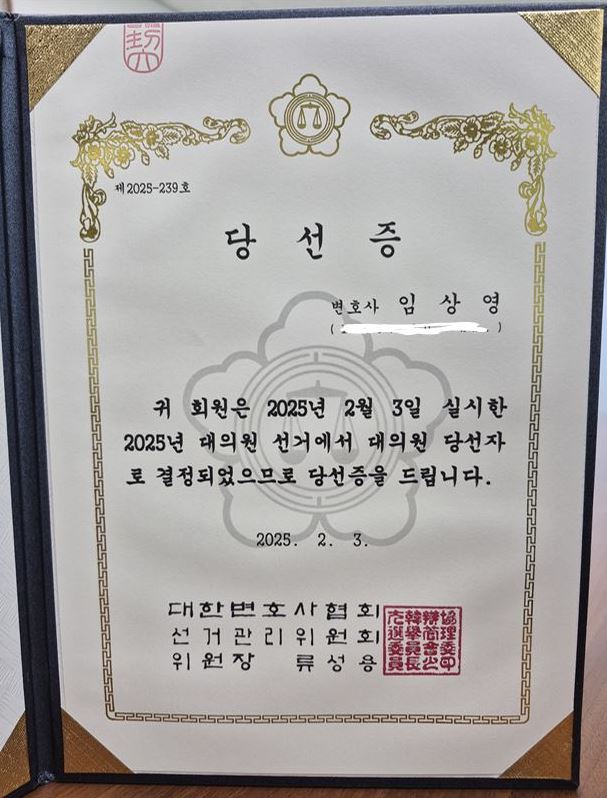 제2025-239호
당 선 증
변호사 임 상 영
( )
귀 회원은 2025년 2월 3일 실시한
2025년 대의원 선거에서 대의원 당선자
로 결정되었으므로 당선증을 드립니다.
2025. 2. 3.
대한변호사협회
선거관리위원회
위원장 류성용